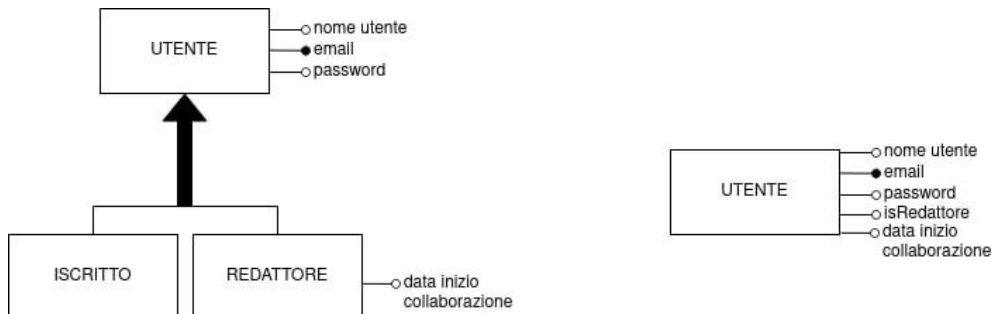 UTENTE
nome utente
email
password
ISCRITTO
REDATTORE
data inizio
collaborazione
UTENTE
nome utente
email
password
isRedattore
data inizio
collaborazione